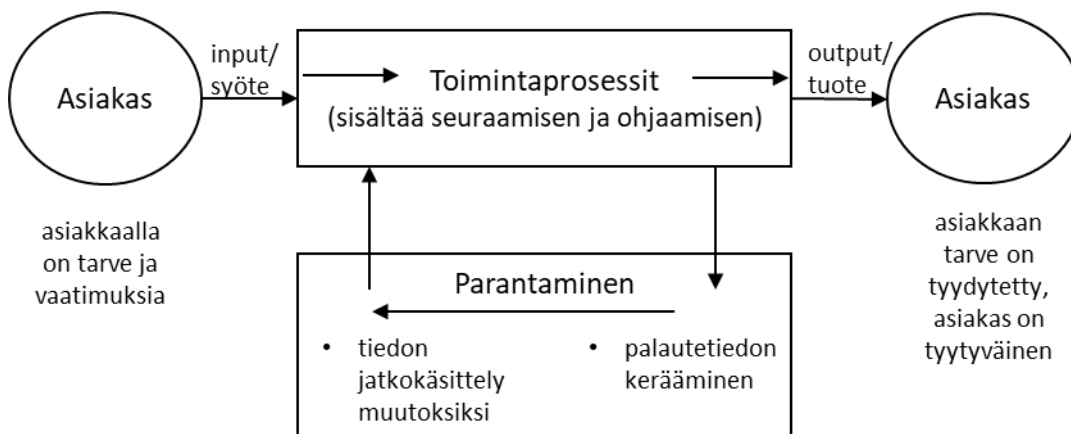 Asiakas
input/
syöte
Toimintaprosessit
(sisältää seuraamisen ja ohjaamisen)
output/
tuote
Asiakas
asiakkaalla
on tarve ja
vaatimuksia
asiakkaan
tarve on
tyydytetty,
asiakas on
tyytyväinen
Parantaminen
• tiedon
jatkokäsittely
muutoksiksi
• palautetiedon
kerääminen